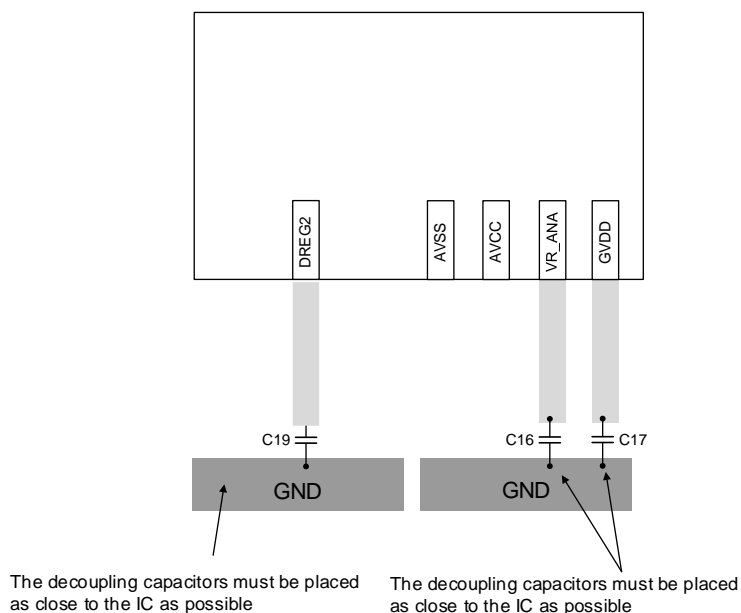 DREG2
AVSS
AVCC
VR_ANA
GVDD
C19
C16
C17
GND
GND
The decoupling capacitors must be placed
as close to the IC as possible
The decoupling capacitors must be placed
as close to the IC as possible